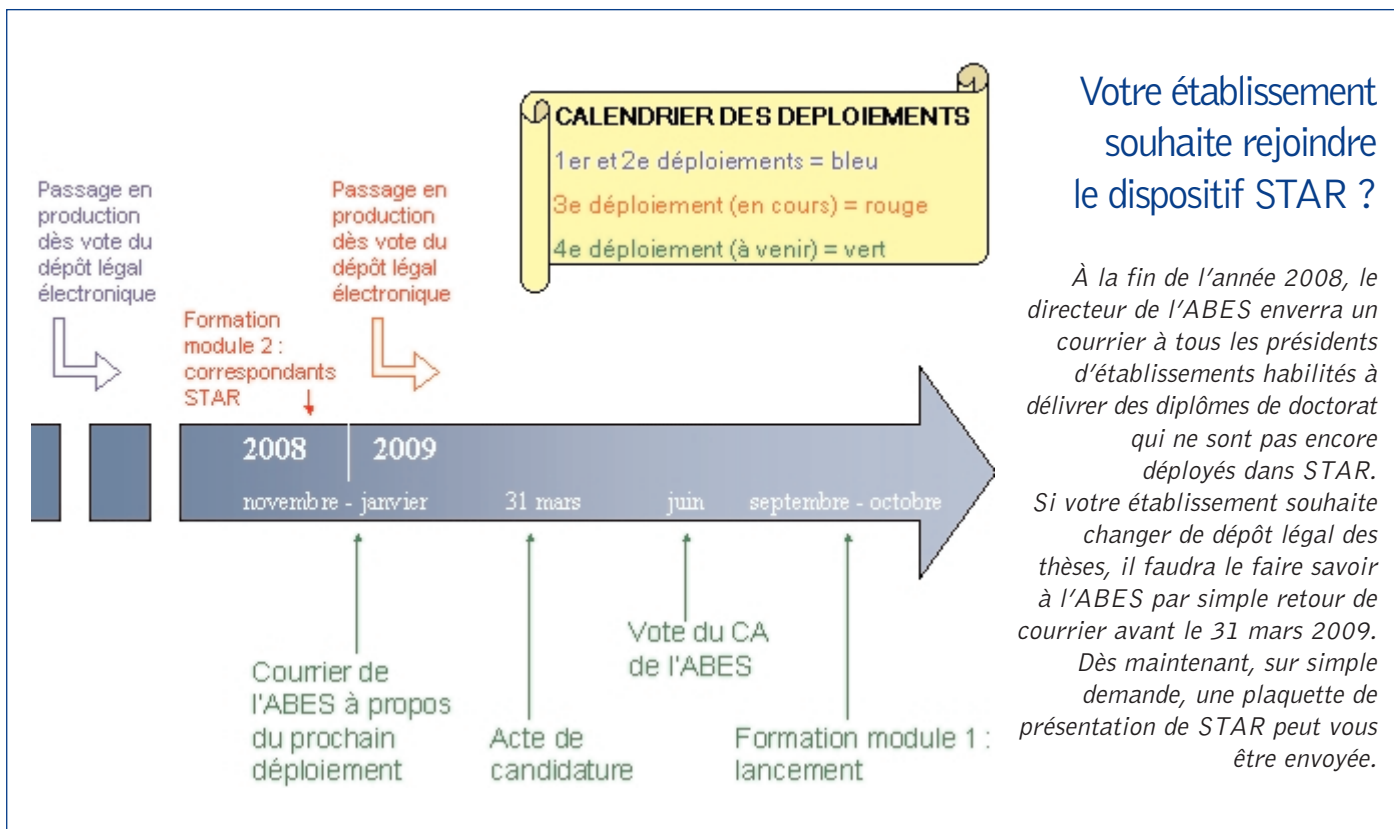 CALENDRIER DES DEPLOIEMENTS
1er et 2e déploiements = bleu
3e déploiement (en cours) = rouge
4e déploiement (à venir) = vert
Passage en
production
dès vote du
dépôt légal
électronique
Formation
module 2 :
correspondants
STAR
Passage en
production
dès vote du
dépôt légal
électronique
2008
2009
novembre - janvier
31 mars
juin
septembre - octobre
Courrier de
l'ABES à propos
du prochain
déploiement
Acte de
candidature
Vote du CA
de l'ABES
Formation module 1 :
lancement
Votre établissement
souhaite rejoindre
le dispositif STAR ?
À la fin de l’année 2008, le
directeur de l’ABES enverra un
courrier à tous les présidents
d’établissements habilités à
délivrer des diplômes de doctorat
qui ne sont pas encore
déployés dans STAR.
Si votre établissement souhaite
changer de dépôt légal des
thèses, il faudra le faire savoir
à l’ABES par simple retour de
courrier avant le 31 mars 2009.
Dès maintenant, sur simple
demande, une plaquette de
présentation de STAR peut vous
être envoyée.